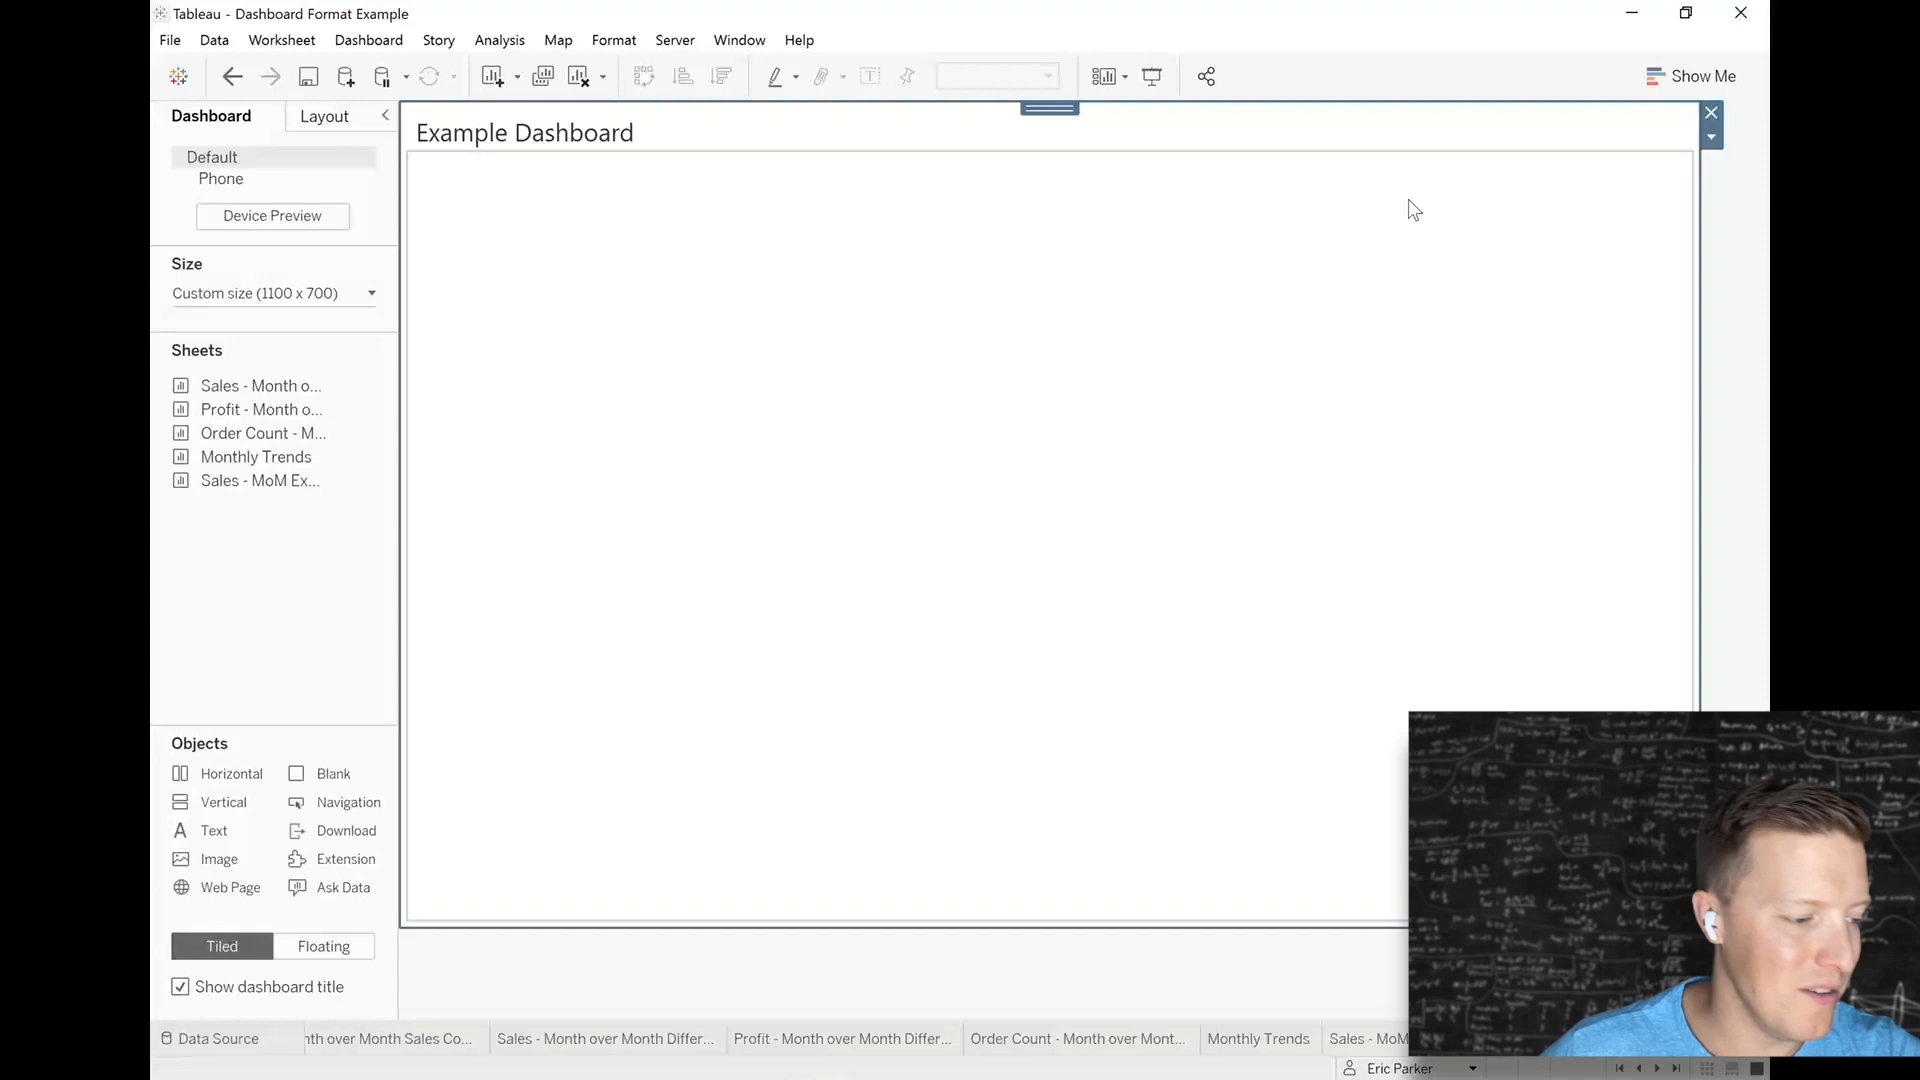 Tableau - Dashboard Format Example
File Data Worksheet Dashboard Story Analysis Map Format Server Window Help
Show Me
Dashboard Layout
Default
Phone
Device Preview
Size
Custom size (1100 x 700)
Sheets
Sales - Month o...
Profit - Month o...
Order Count - M...
Monthly Trends
Sales - MoM Ex...
Example Dashboard
Objects
Horizontal Blank
Vertical Navigation
Text Download
Image Extension
Web Page Ask Data
Tiled Floating
Show dashboard title
Data Source nth over Month Sales Co... Sales - Month over Month Differ... Profit - Month over Month Differ... Order Count - Month over Mont... Monthly Trends Sales - MoM
Eric Parker